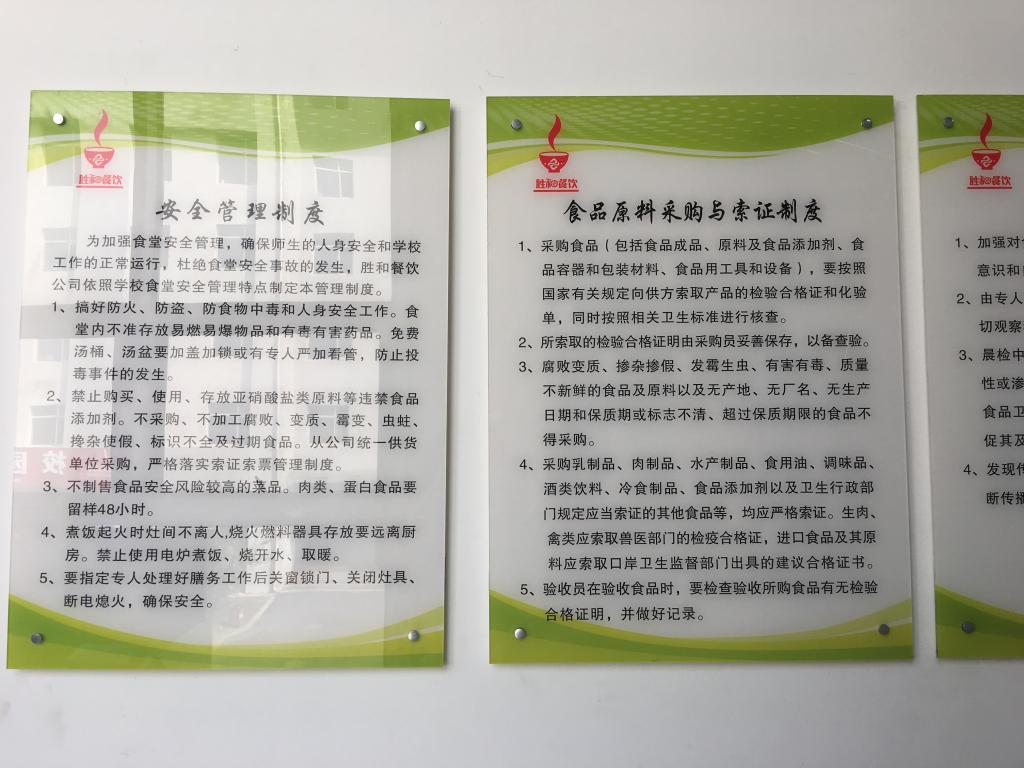 胜和餐饮
安全管理制度
为加强食堂安全管理，确保师生的人身安全和学校
工作的正常运行，杜绝食堂安全事故的发生，胜和餐饮
公司依照学校食堂安全管理特点制定本管理制度。
1、搞好防火、防盗、防食物中毒和人身安全工作。食
堂内不准存放易燃易爆物品和有毒有害药品。免费
汤桶、汤盆要加盖加锁或有专人严加看管，防止投
毒事件的发生。
2、禁止购买、使用、存放亚硝酸盐类原料等违禁食品
添加剂。不采购、不加工腐败、变质、霉变、虫蛀、
搀杂使假、标识不全及过期食品。从公司统一供货
单位采购，严格落实索证索票管理制度。
3、不制售食品安全风险较高的菜品。肉类、蛋白食品要
留样48小时。
4、煮饭起火时灶间不离人,烧火燃料器具存放要远离厨
房。禁止使用电炉煮饭、烧开水、取暖。
5、要指定专人处理好膳务工作后关窗锁门、关闭灶具、
断电熄火，确保安全。
校园
胜和餐饮
食品原料采购与索证制度
1、采购食品（包括食品成品、原料及食品添加剂、食
品容器和包装材料、食品用工具和设备），要按照
国家有关规定向供方索取产品的检验合格证和化验
单，同时按照相关卫生标准进行核查。
2、所索取的检验合格证明由采购员妥善保存，以备查验。
3、腐败变质、掺杂掺假、发霉生虫、有害有毒、质量
不新鲜的食品及原料以及无产地、无厂名、无生产
日期和保质期或标志不清、超过保质期限的食品不
得采购。
4、采购乳制品、肉制品、水产制品、食用油、调味品、
酒类饮料、冷食制品、食品添加剂以及卫生行政部
门规定应当索证的其他食品等，均应严格索证。生肉、
禽类应索取兽医部门的检疫合格证，进口食品及其原
料应索取口岸卫生监督部门出具的建议合格证书。
5、验收员在验收食品时，要检查验收所购食品有无检验
合格证明，并做好记录。
胜和餐饮
1、加强对
意识和
2、由专人
切观察
3、晨检中
性或渗
食品卫
促其及
4、发现传
断传播